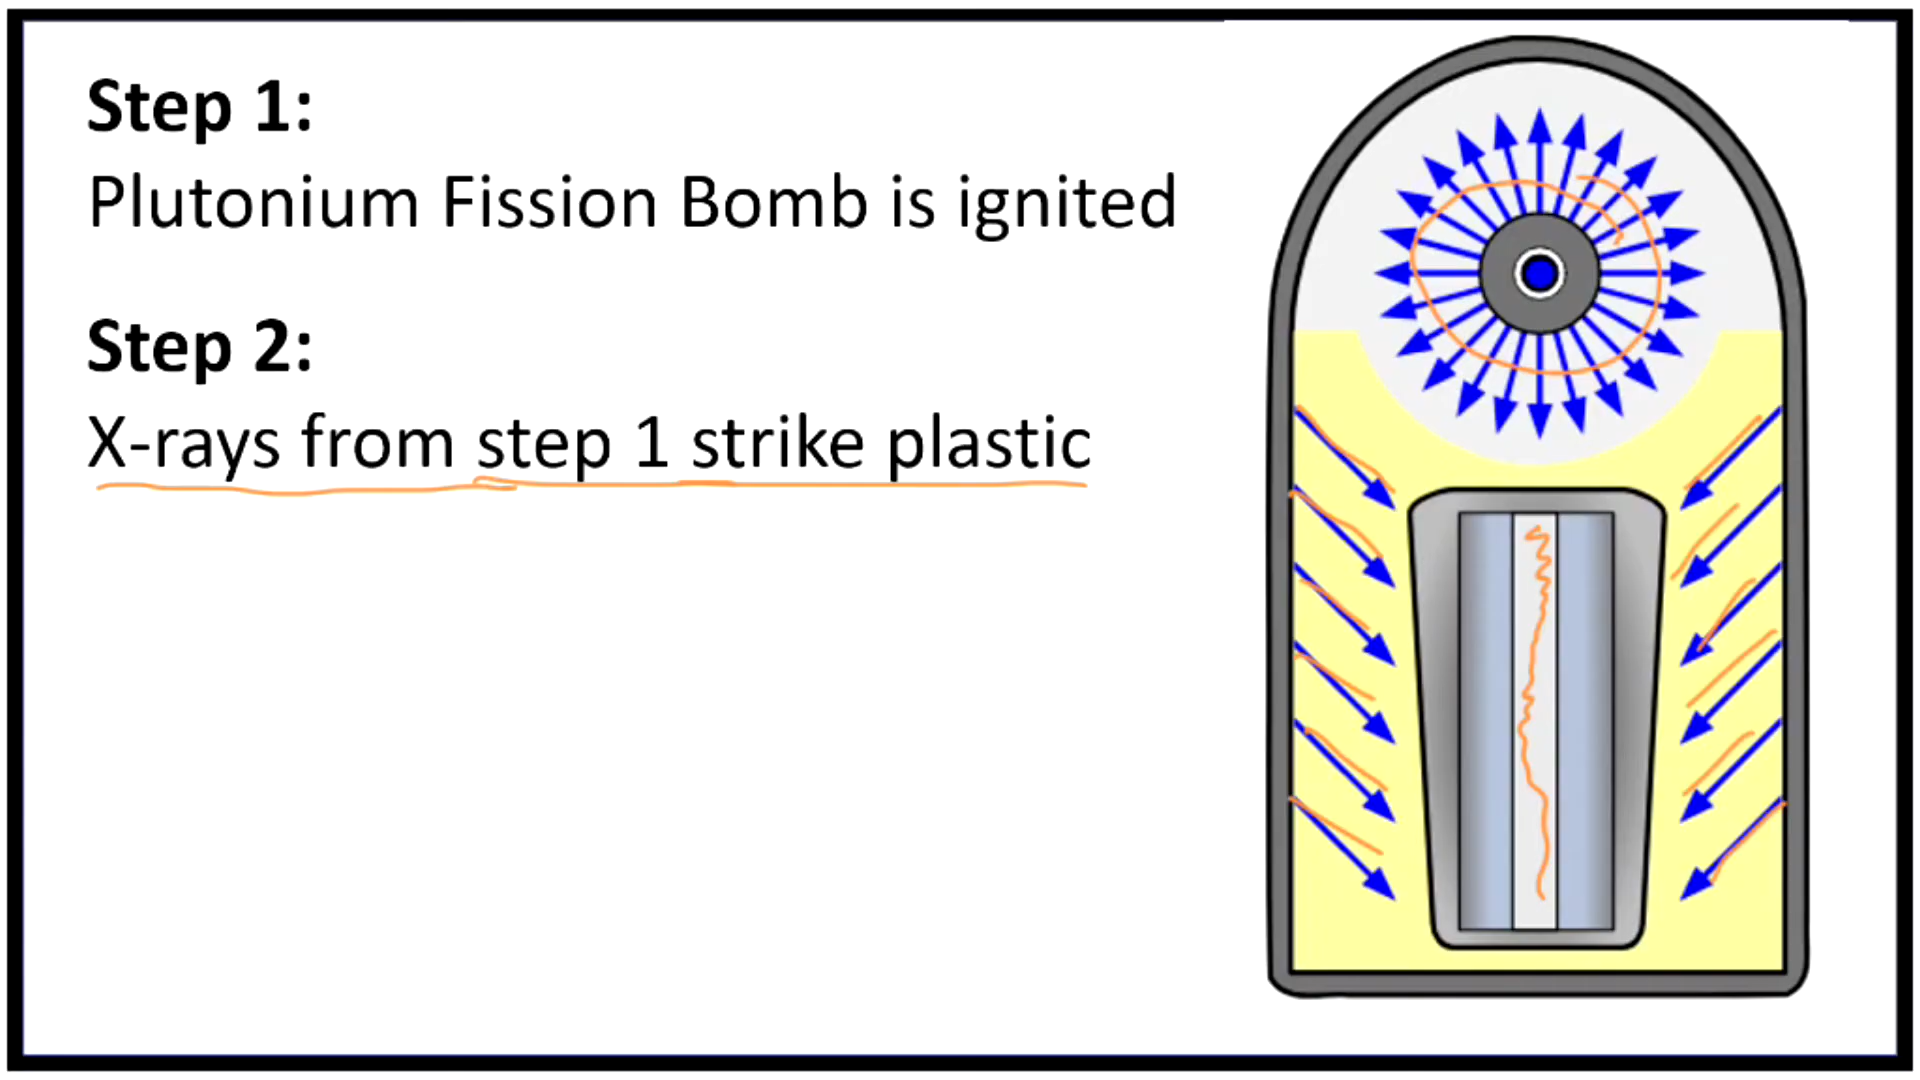 Step 1:
Plutonium Fission Bomb is ignited
Step 2:
X-rays from step 1 strike plastic